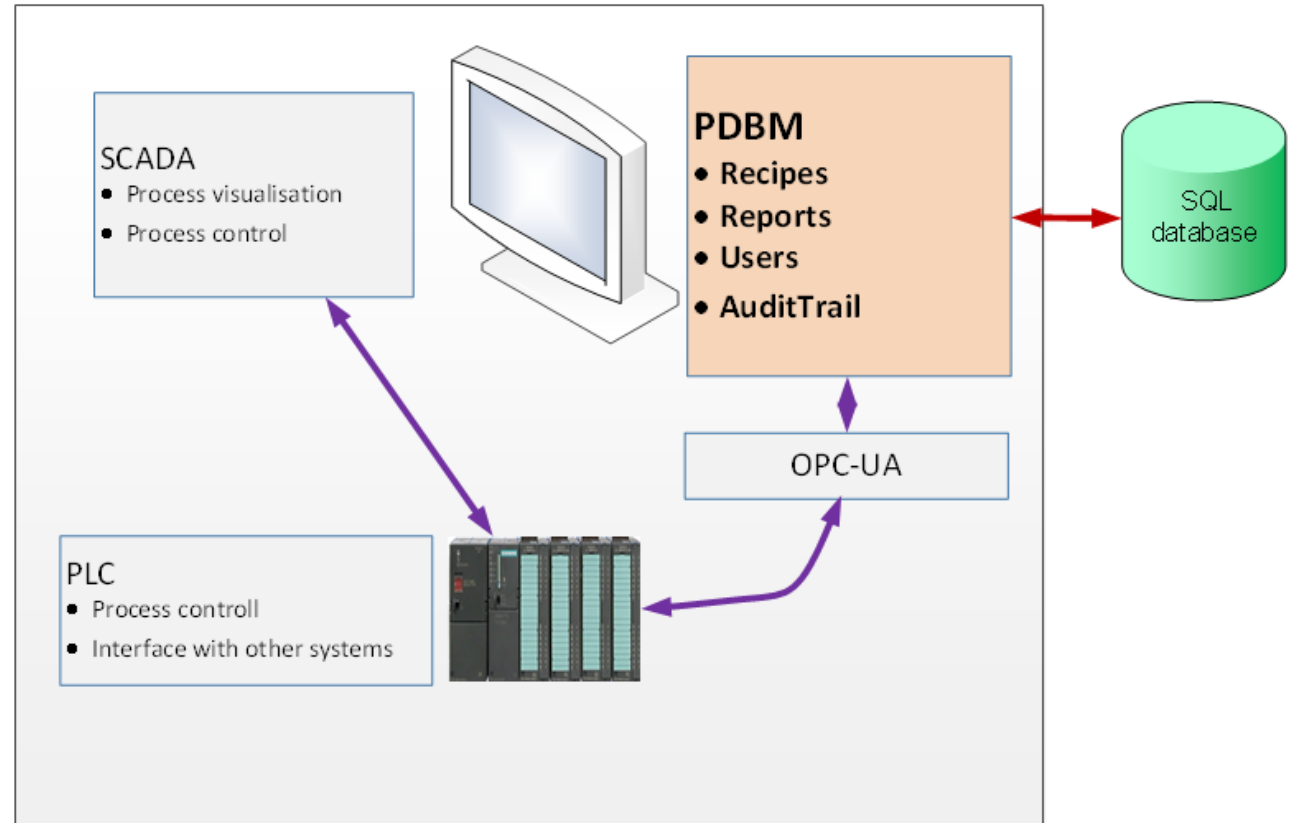 SCADA
• Process visualisation
• Process control
PDBM
• Recipes
• Reports
• Users
• AuditTrail
SQL
database
OPC-UA
PLC
• Process controll
• Interface with other systems